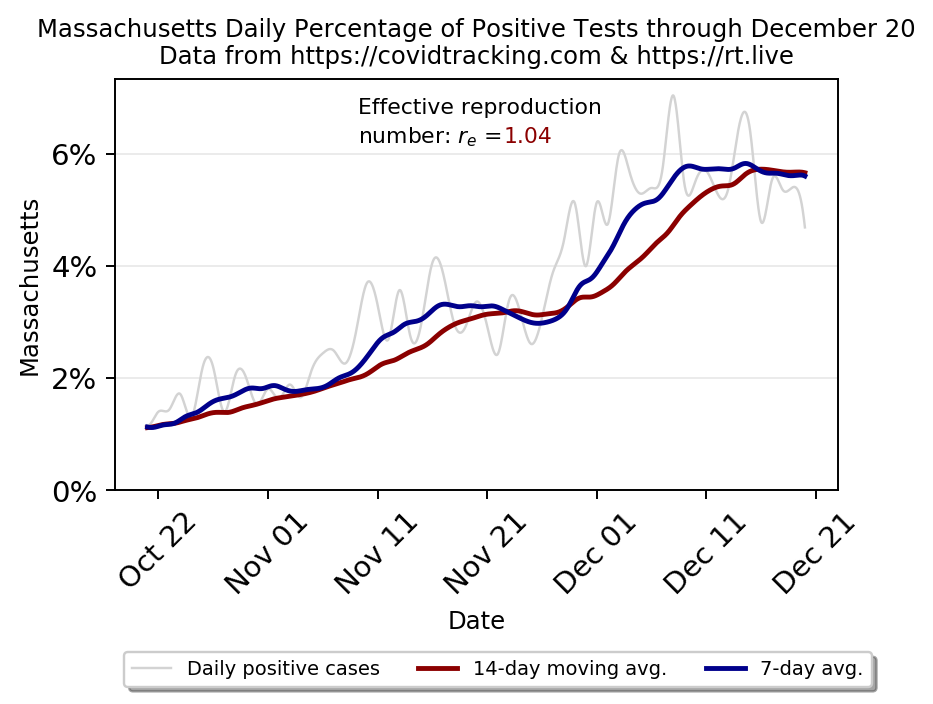 Massachusetts Daily Percentage of Positive Tests through December 20
Data from https://covidtracking.com & https://rt.live
Effective reproduction
number: rₑ =1.04
6%
4%
2%
0%
Massachusetts
Oct 22
Nov 01
Nov 11
Nov 21
Dec 01
Dec 11
Dec 21
Date
Daily positive cases
14-day moving avg.
7-day avg.